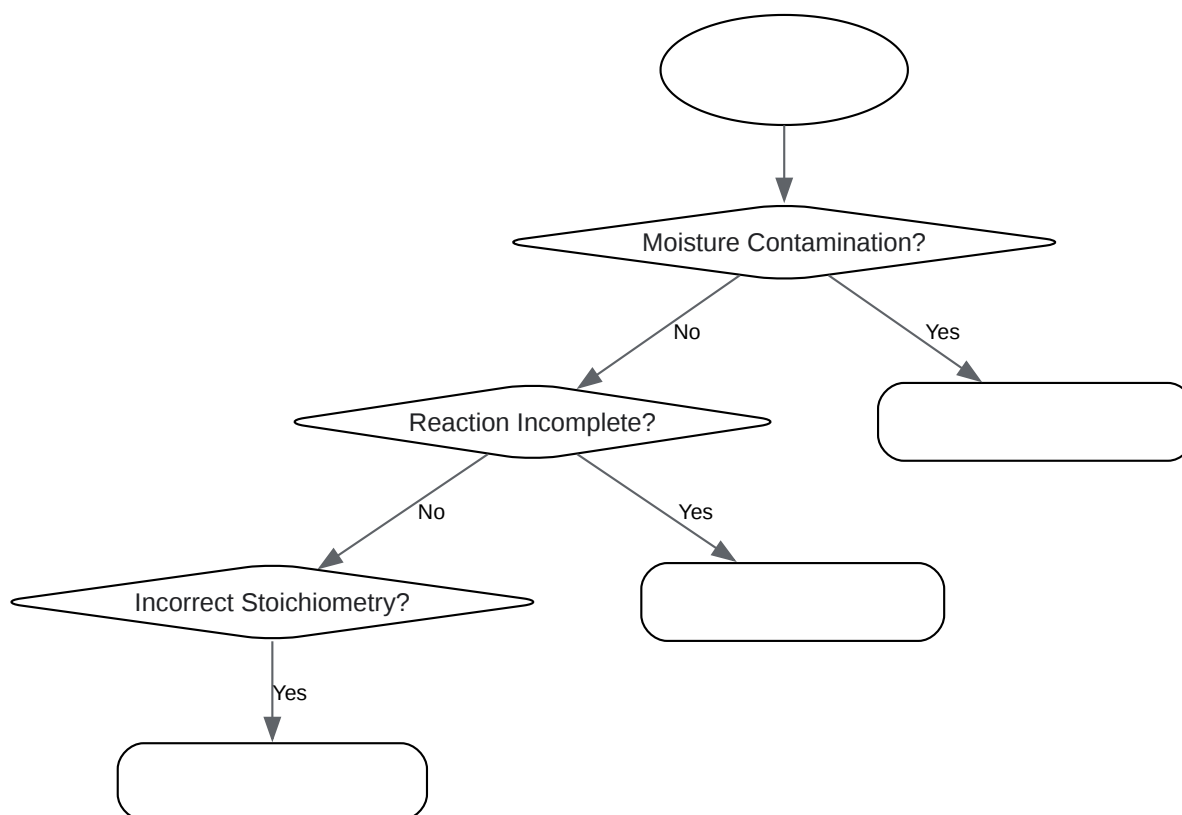 Moisture Contamination?
No
Yes
Reaction Incomplete?
No
Yes
Incorrect Stoichiometry?
Yes